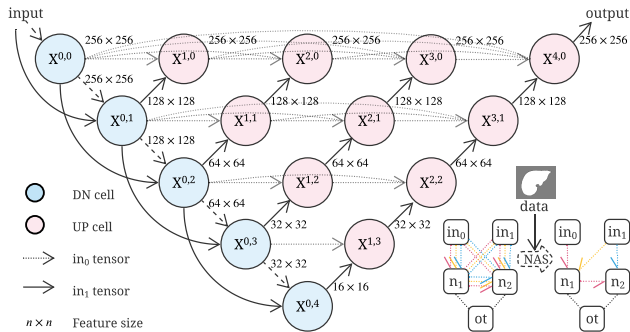 input
output
256 × 256
256 × 256
256 × 256
256 × 256
256 × 256
X⁰,⁰
X¹,⁰
X²,⁰
X³,⁰
X⁴,⁰
256 × 256
128 × 128
128 × 128
128 × 128
128 × 128
X⁰,¹
X¹,¹
X²,¹
X³,¹
128 × 128
64 × 64
64 × 64
64 × 64
X⁰,²
X¹,²
X²,²
64 × 64
32 × 32
32 × 32
X⁰,³
X¹,³
32 × 32
16 × 16
X⁰,⁴
DN cell
UP cell
in₀ tensor
in₁ tensor
n × n Feature size
data
in₀
in₁
NAS
in₀
in₁
n₁
n₂
n₁
n₂
ot
ot